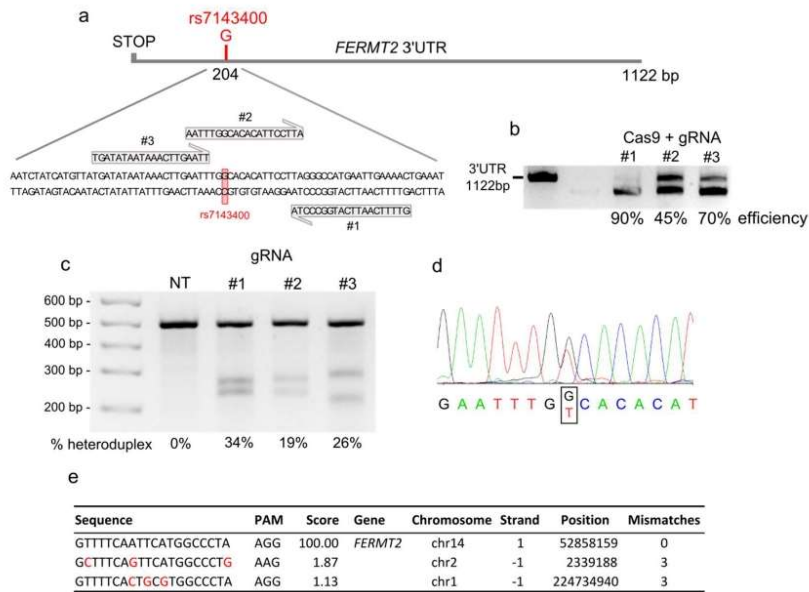 a
rs7143400
G
STOP
FERMT2 3'UTR
204
1122 bp
#2
AATTTGGCACACATTCCTTA
#3
TGATATAATAAACTTGAATT
AATCTATCATGTTATGATATAATAAACTTGAATTTGGCACACATTCCTTAGGGCCATGAATTGAAAACTGAAAT
TTAGATAGTACAATACTATATTATTTGAACTTAAACCGTGTGTAAGGAATCCCGGTACTTAACTTTTGACTTTA
rs7143400
ATCCCGGTACTTAACTTTTG
#1
b
Cas9 + gRNA
#1 #2 #3
3'UTR
1122bp
90% 45% 70% efficiency
c
gRNA
NT #1 #2 #3
600 bp -
500 bp -
300 bp -
200 bp -
% heteroduplex 0% 34% 19% 26%
d
G A A T T T G G C A C A C A T
T
e
Sequence PAM Score Gene Chromosome Strand Position Mismatches
GTTTTCAATTCATGGCCCTA AGG 100.00 FERMT2 chr14 1 52858159 0
GCTTTCAGTTCATGGCCCTG AAG 1.87 chr2 -1 2339188 3
GTTTTCACTGCGTGGCCCTA AGG 1.13 chr1 -1 224734940 3